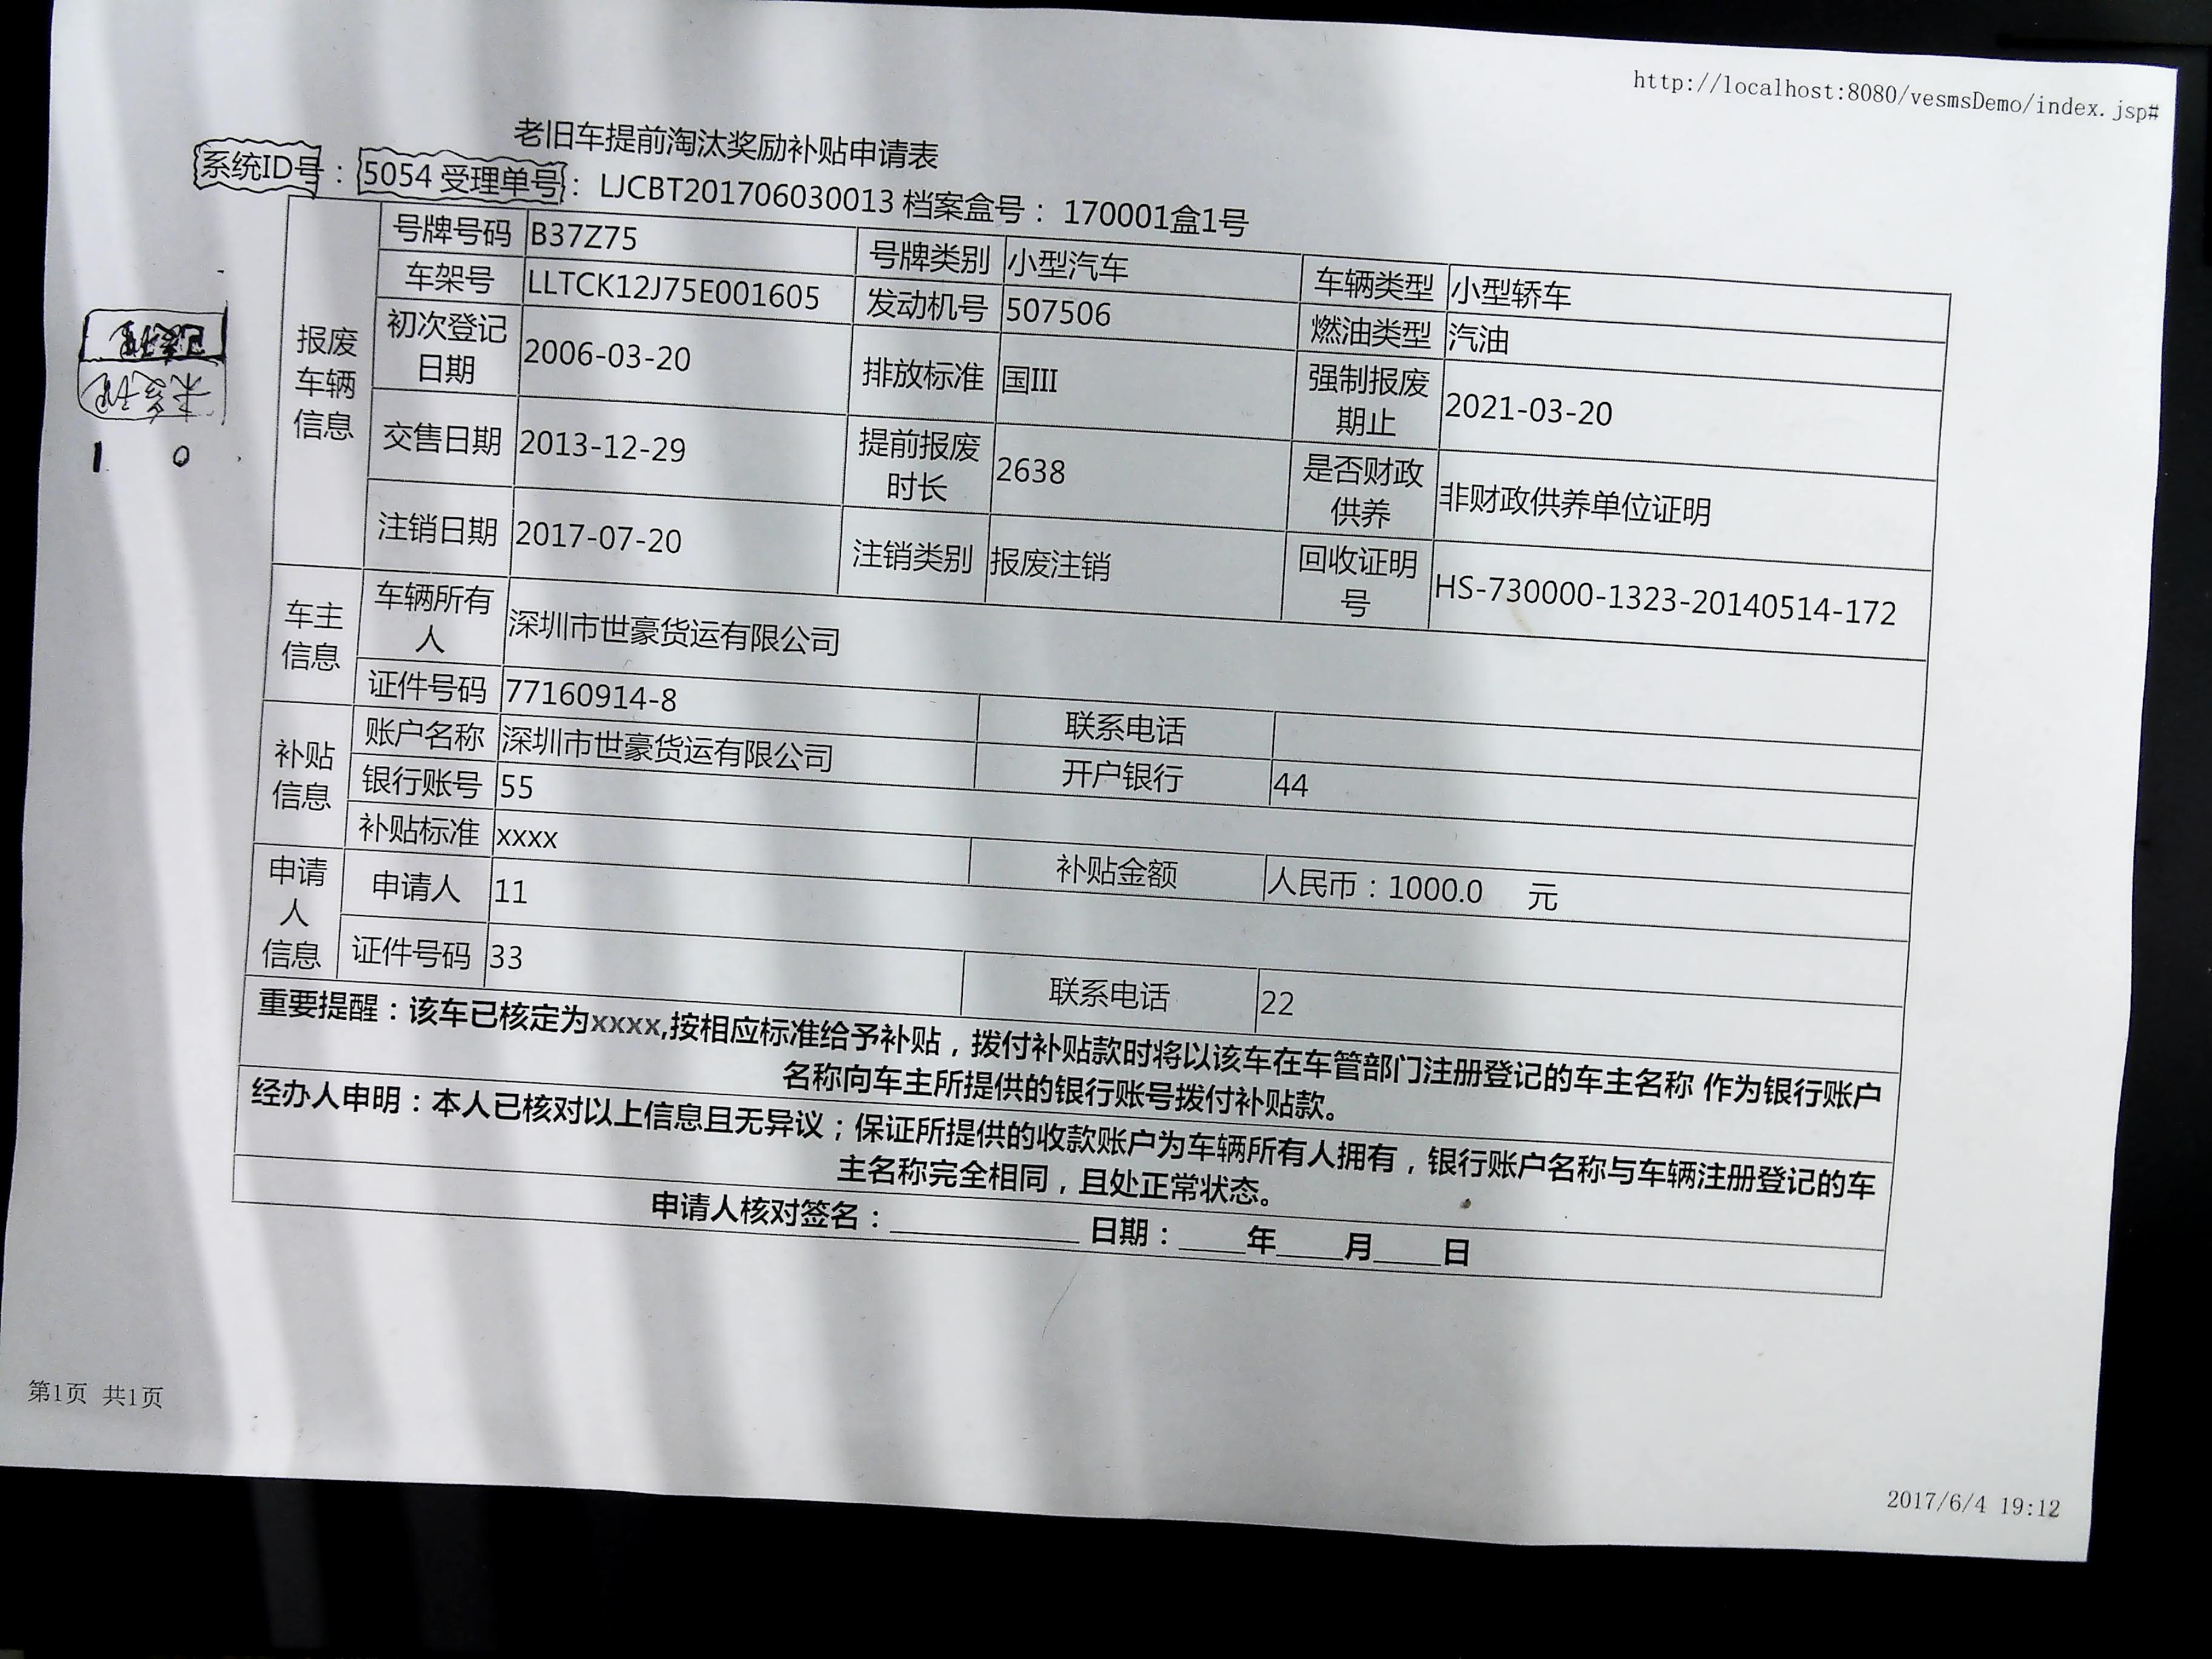 http://localhost:8080/vesmsDemo/index.jsp#
老旧车提前淘汰奖励补贴申请表
系统ID号：5054 受理单号：LJCBT201706030013 档案盒号：170001盒1号
报废车辆信息
号牌号码 B37Z75 号牌类别 小型汽车 车辆类型 小型轿车
车架号 LLTCK12J75E001605 发动机号 507506 燃油类型 汽油
初次登记日期 2006-03-20 排放标准 国III 强制报废期止 2021-03-20
交售日期 2013-12-29 提前报废时长 2638 是否财政供养 非财政供养单位证明
注销日期 2017-07-20 注销类别 报废注销 回收证明号 HS-730000-1323-20140514-172
车主信息
车辆所有人 深圳市世豪货运有限公司
证件号码 77160914-8 联系电话
补贴信息
账户名称 深圳市世豪货运有限公司 开户银行 44
银行账号 55
补贴标准 xxxx 补贴金额 人民币：1000.0 元
申请人信息
申请人 11
证件号码 33 联系电话 22
重要提醒：该车已核定为xxxx,按相应标准给予补贴，拨付补贴款时将以该车在车管部门注册登记的车主名称 作为银行账户
名称向车主所提供的银行账号拨付补贴款。
经办人申明：本人已核对以上信息且无异议；保证所提供的收款账户为车辆所有人拥有，银行账户名称与车辆注册登记的车
主名称完全相同，且处正常状态。
申请人核对签名：____________ 日期：____年____月____日
1 0
第1页 共1页
2017/6/4 19:12